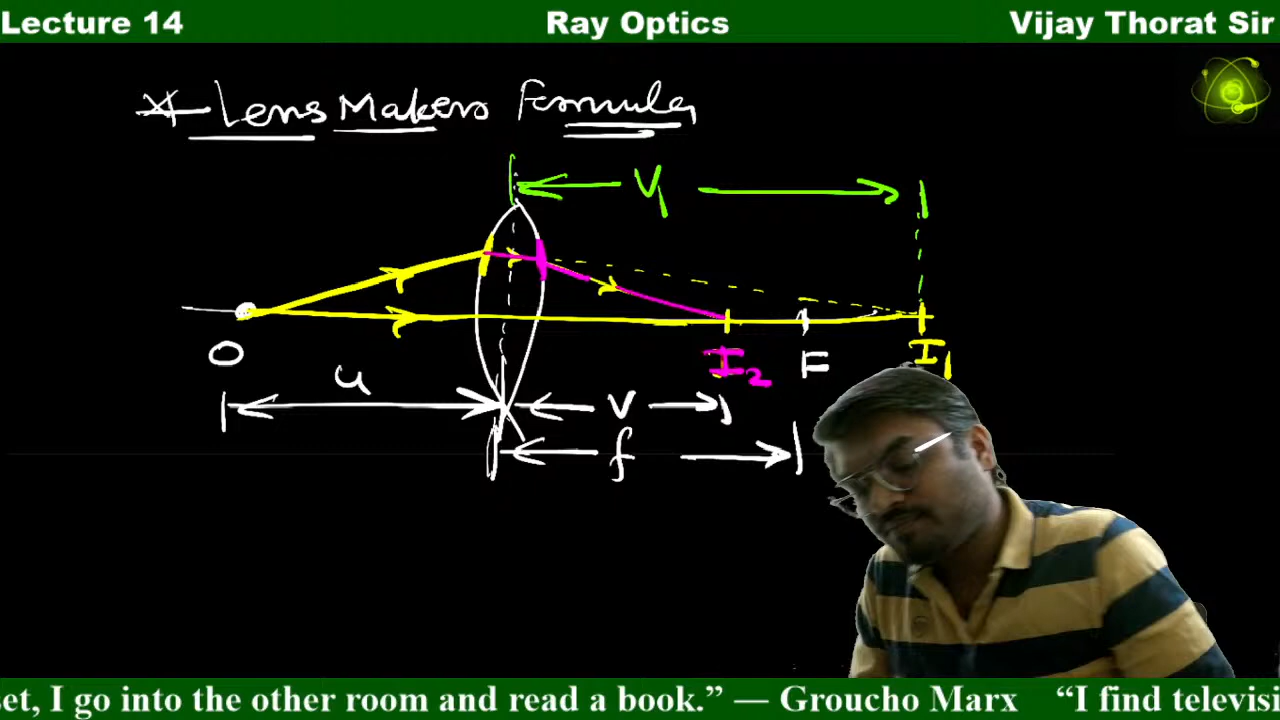 Lecture 14 Ray Optics Vijay Thorat Sir
* Lens Makers Formula
V₁
O I₂ F I₁
u v
f
set, I go into the other room and read a book.” — Groucho Marx “I find televisi